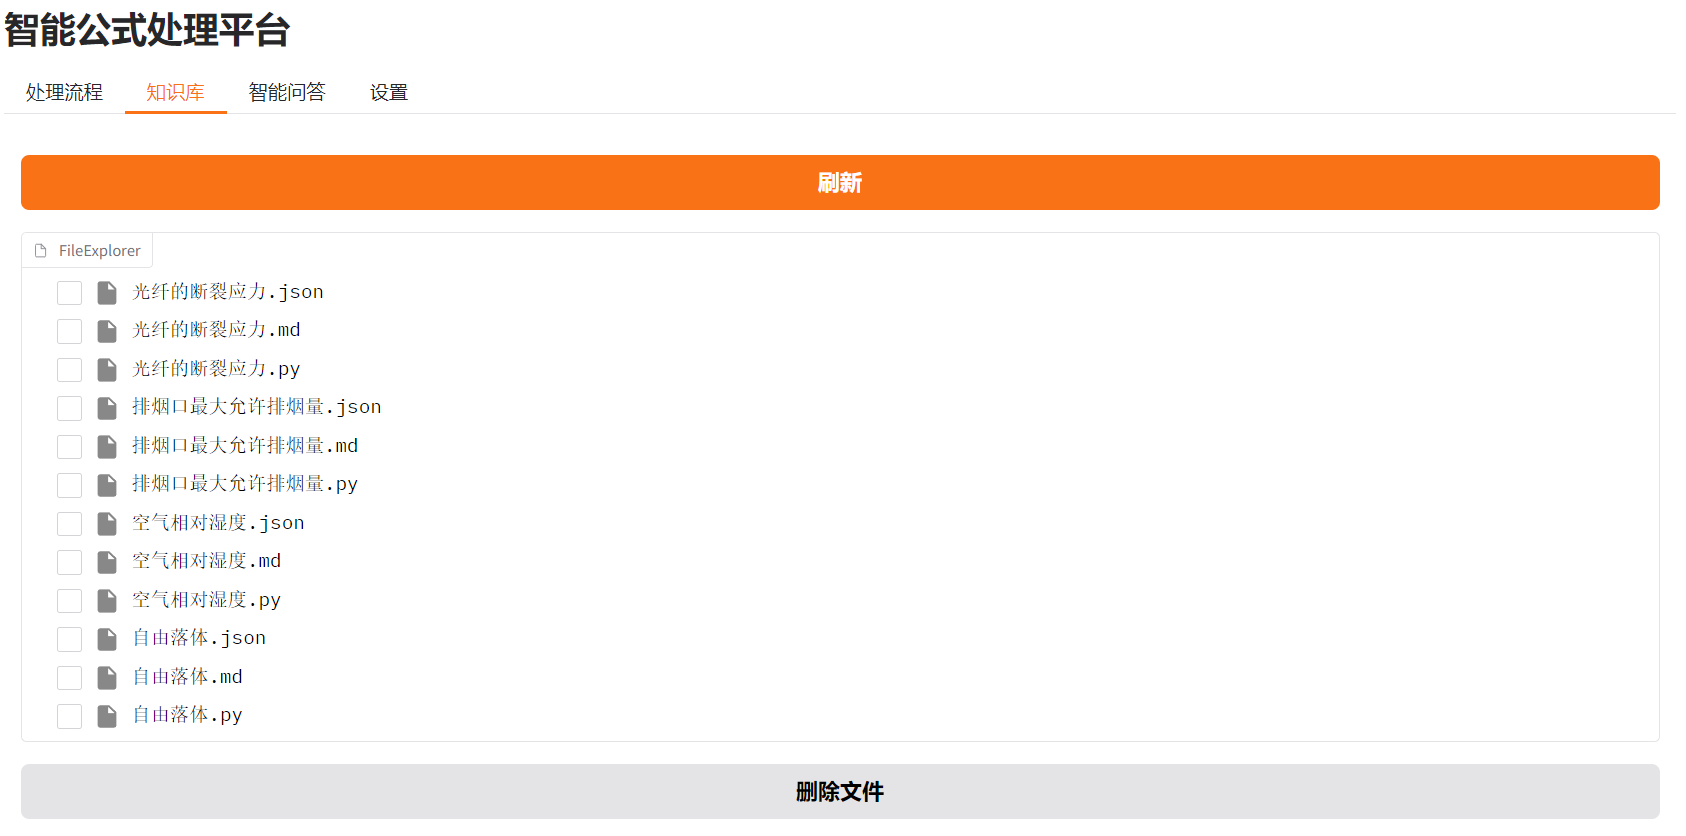 智能公式处理平台
处理流程 知识库 智能问答 设置
刷新
FileExplorer
光纤的断裂应力.json
光纤的断裂应力.md
光纤的断裂应力.py
排烟口最大允许排烟量.json
排烟口最大允许排烟量.md
排烟口最大允许排烟量.py
空气相对湿度.json
空气相对湿度.md
空气相对湿度.py
自由落体.json
自由落体.md
自由落体.py
删除文件